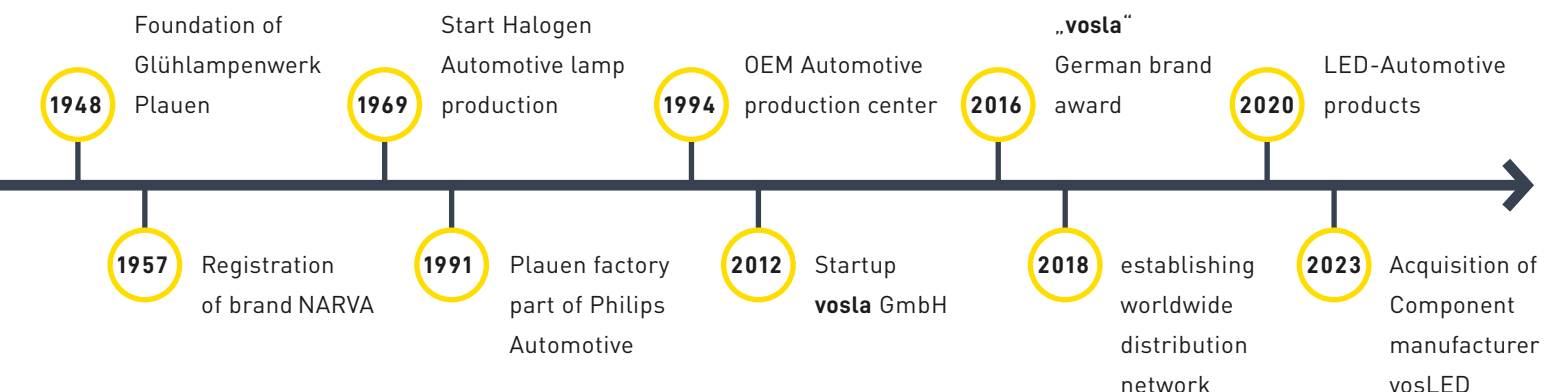 1948
Foundation of
Glühlampenwerk
Plauen
1957
Registration
of brand NARVA
1969
Start Halogen
Automotive lamp
production
1991
Plauen factory
part of Philips
Automotive
1994
OEM Automotive
production center
2012
Startup
vosla GmbH
2016
„vosla“
German brand
award
2018
establishing
worldwide
distribution
network
2020
LED-Automotive
products
2023
Acquisition of
Component
manufacturer
vosLED